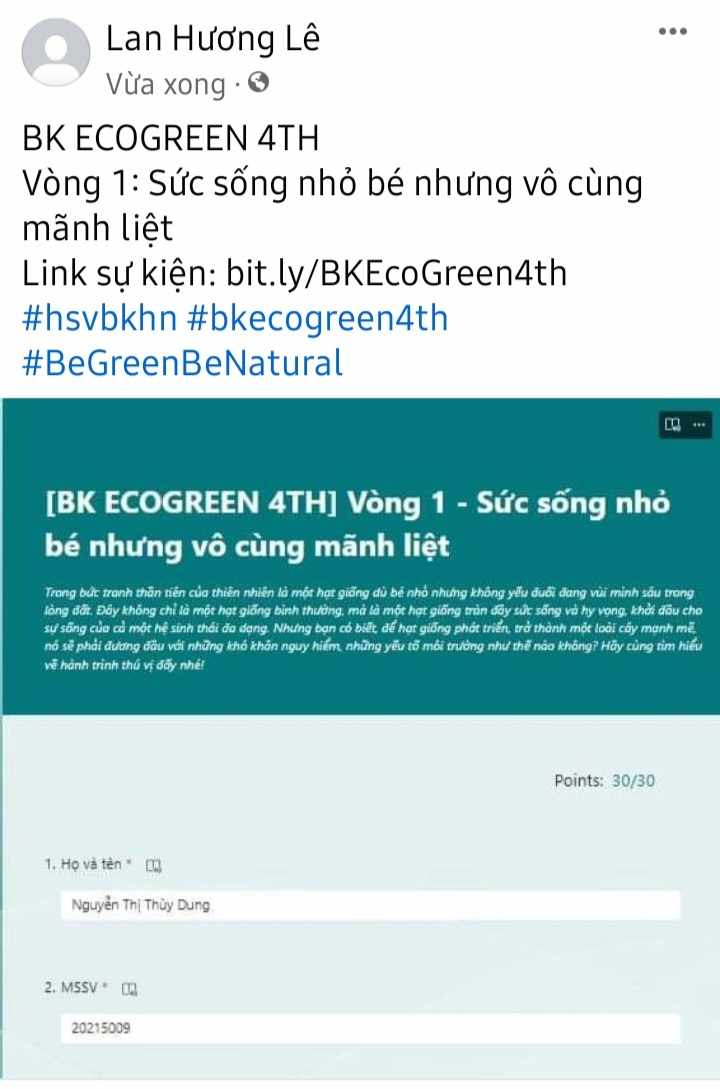 Lan Hương Lê
Vừa xong ·
BK ECOGREEN 4TH
Vòng 1: Sức sống nhỏ bé nhưng vô cùng
mãnh liệt
Link sự kiện: bit.ly/BKEcoGreen4th
#hsvbkhn #bkecogreen4th
#BeGreenBeNatural
[BK ECOGREEN 4TH] Vòng 1 - Sức sống nhỏ
bé nhưng vô cùng mãnh liệt
Trong bức tranh thần tiên của thiên nhiên là một hạt giống dù bé nhỏ nhưng không yếu đuối đang vùi mình sâu trong
lòng đất. Đây không chỉ là một hạt giống bình thường, mà là một hạt giống tràn đầy sức sống và hy vọng, khởi đầu cho
sự sống của cả một hệ sinh thái đa dạng. Nhưng bạn có biết, để hạt giống phát triển, trở thành một loài cây mạnh mẽ,
nó sẽ phải đương đầu với những khó khăn nguy hiểm, những yếu tố môi trường như thế nào không? Hãy cùng tìm hiểu
về hành trình thú vị đấy nhé!
Points: 30/30
1. Họ và tên *
Nguyễn Thị Thùy Dung
2. MSSV *
20215009